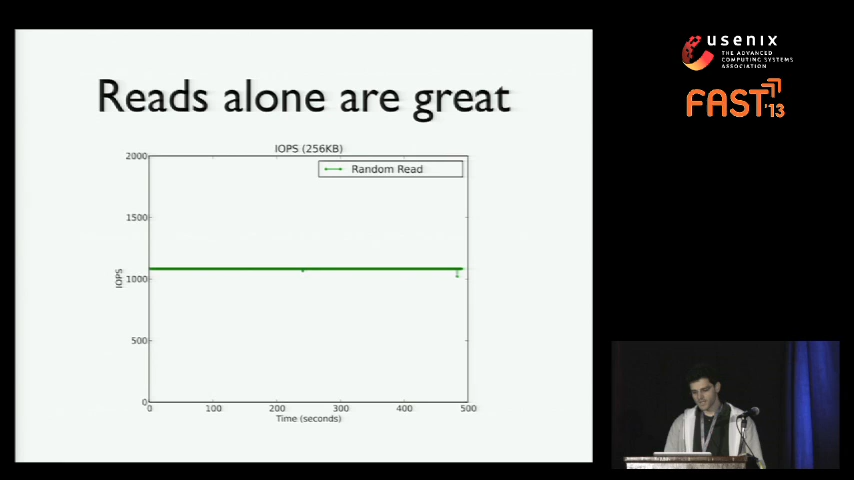 Reads alone are great
IOPS (256KB)
Random Read
2000
1500
1000
500
0
IOPS
0 100 200 300 400 500
Time (seconds)
usenix
THE ADVANCED
COMPUTING SYSTEMS
ASSOCIATION
FAST'13